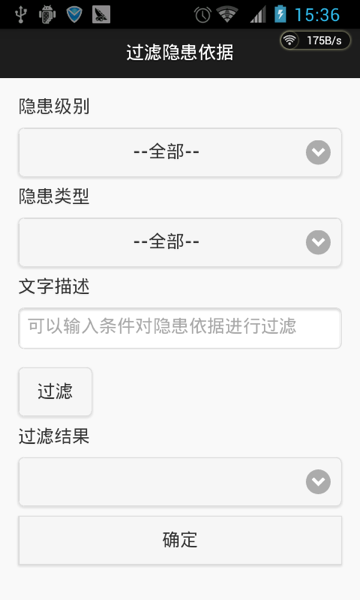 15:36
过滤隐患依据
175B/s
隐患级别
--全部--
隐患类型
--全部--
文字描述
可以输入条件对隐患依据进行过滤
过滤
过滤结果
确定